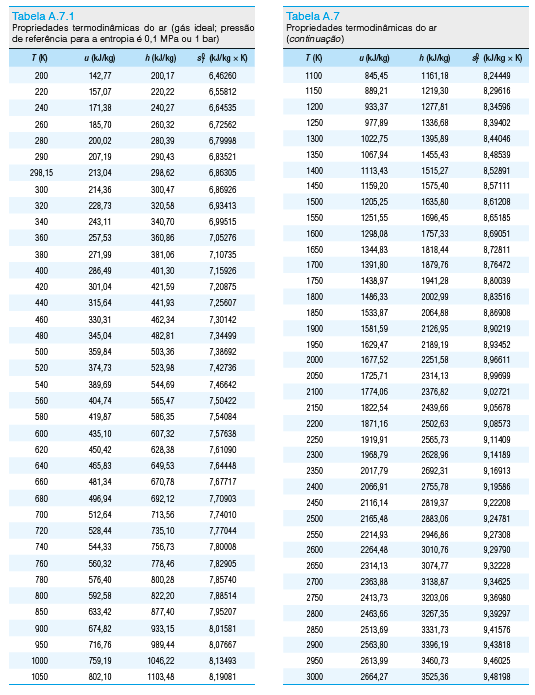 Tabela A.7.1
Propriedades termodinâmicas do ar (gás ideal; pressão
de referência para a entropia é 0,1 MPa ou 1 bar)
T (K) u (kJ/kg) h (kJ/kg) s⁰T (kJ/kg × K)
200 142,77 200,17 6,46260
220 157,07 220,22 6,55812
240 171,38 240,27 6,64535
260 185,70 260,32 6,72562
280 200,02 280,39 6,79998
290 207,19 290,43 6,83521
298,15 213,04 298,62 6,86305
300 214,36 300,47 6,86926
320 228,73 320,58 6,93413
340 243,11 340,70 6,99515
360 257,53 360,86 7,05276
380 271,99 381,06 7,10735
400 286,49 401,30 7,15926
420 301,04 421,59 7,20875
440 315,64 441,93 7,25607
460 330,31 462,34 7,30142
480 345,04 482,81 7,34499
500 359,84 503,36 7,38692
520 374,73 523,98 7,42736
540 389,69 544,69 7,46642
560 404,74 565,47 7,50422
580 419,87 586,35 7,54084
600 435,10 607,32 7,57638
620 450,42 628,38 7,61090
640 465,83 649,53 7,64448
660 481,34 670,78 7,67717
680 496,94 692,12 7,70903
700 512,64 713,56 7,74010
720 528,44 735,10 7,77044
740 544,33 756,73 7,80008
760 560,32 778,46 7,82905
780 576,40 800,28 7,85740
800 592,58 822,20 7,88514
850 633,42 877,40 7,95207
900 674,82 933,15 8,01581
950 716,76 989,44 8,07667
1000 759,19 1046,22 8,13493
1050 802,10 1103,48 8,19081
Tabela A.7
Propriedades termodinâmicas do ar
(continuação)
T (K) u (kJ/kg) h (kJ/kg) s⁰T (kJ/kg × K)
1100 845,45 1161,18 8,24449
1150 889,21 1219,30 8,29616
1200 933,37 1277,81 8,34596
1250 977,89 1336,68 8,39402
1300 1022,75 1395,89 8,44046
1350 1067,94 1455,43 8,48539
1400 1113,43 1515,27 8,52891
1450 1159,20 1575,40 8,57111
1500 1205,25 1635,80 8,61208
1550 1251,55 1696,45 8,65185
1600 1298,08 1757,33 8,69051
1650 1344,83 1818,44 8,72811
1700 1391,80 1879,76 8,76472
1750 1438,97 1941,28 8,80039
1800 1486,33 2002,99 8,83516
1850 1533,87 2064,88 8,86908
1900 1581,59 2126,95 8,90219
1950 1629,47 2189,19 8,93452
2000 1677,52 2251,58 8,96611
2050 1725,71 2314,13 8,99699
2100 1774,06 2376,82 9,02721
2150 1822,54 2439,66 9,05678
2200 1871,16 2502,63 9,08573
2250 1919,91 2565,73 9,11409
2300 1968,79 2628,96 9,14189
2350 2017,79 2692,31 9,16913
2400 2066,91 2755,78 9,19586
2450 2116,14 2819,37 9,22208
2500 2165,48 2883,06 9,24781
2550 2214,93 2946,86 9,27308
2600 2264,48 3010,76 9,29790
2650 2314,13 3074,77 9,32228
2700 2363,88 3138,87 9,34625
2750 2413,73 3203,06 9,36980
2800 2463,66 3267,35 9,39297
2850 2513,69 3331,73 9,41576
2900 2563,80 3396,19 9,43818
2950 2613,99 3460,73 9,46025
3000 2664,27 3525,36 9,48198